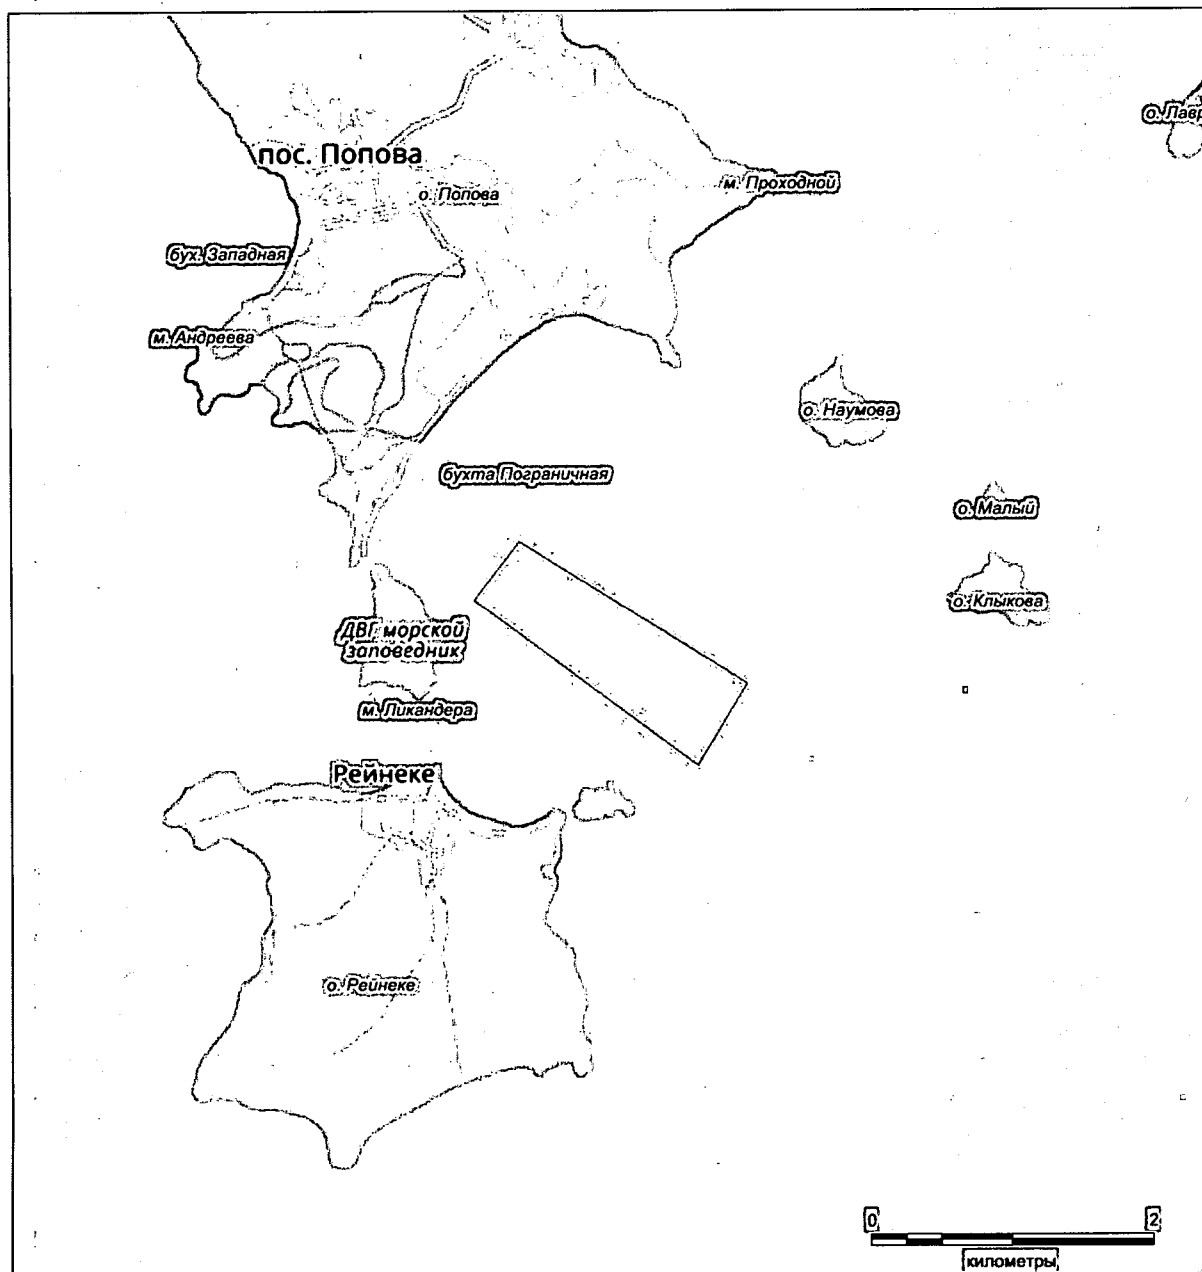 о. Лавр
пос. Попова
м. Проходной
о. Попова
бух. Западная
м. Андреева
о. Наумова
бухта Пограничная
о. Малый
о. Клыкова
ДВГ морской
заповедник
м. Ликандера
Рейнеке
о. Рейнеке
0 2
километры